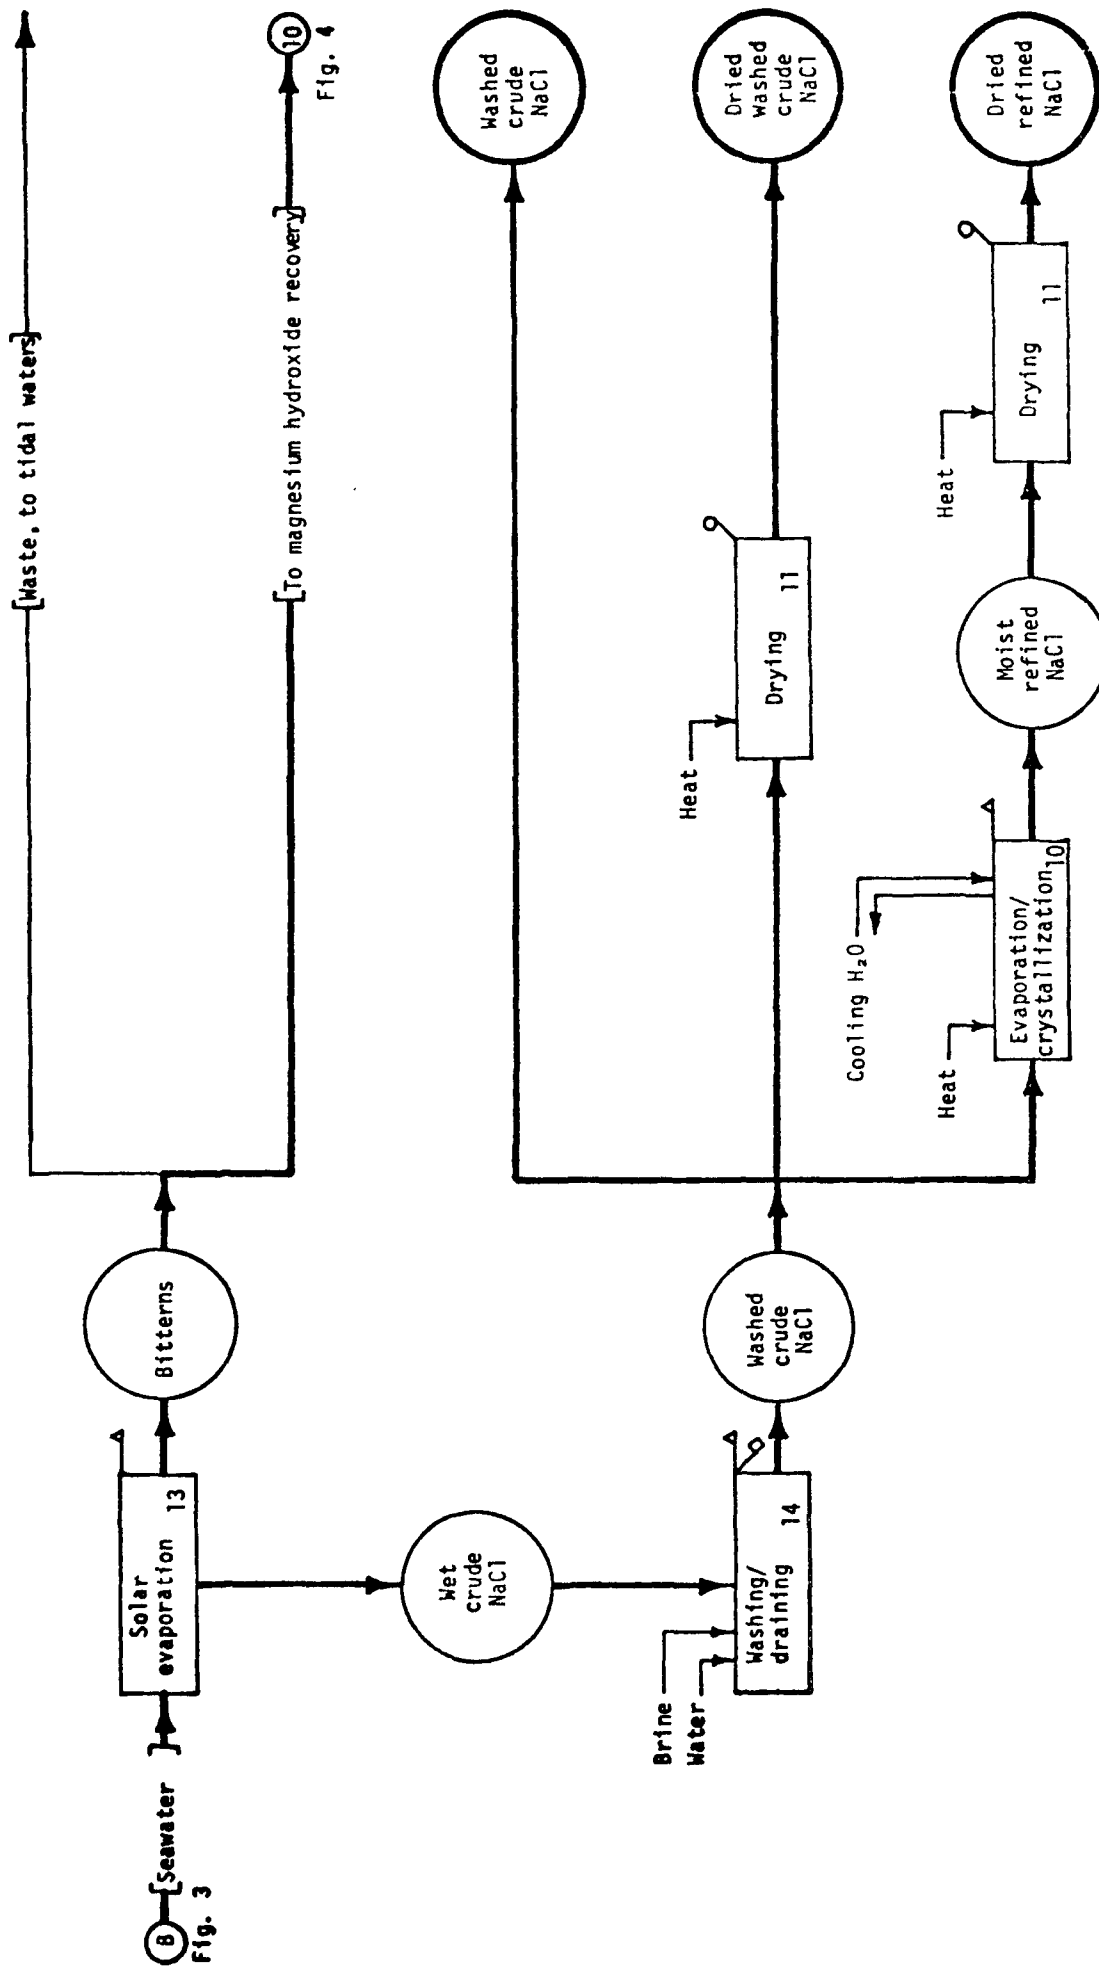 B
Fig. 3
[Seawater ]
Solar
evaporation 13
Bitterns
[Waste, to tidal waters]
[To magnesium hydroxide recovery]
10
Fig. 4
Wet
crude
NaCl
Brine
Water
Washing/
draining 14
Washed
crude
NaCl
Washed
crude
NaCl
Heat
Drying 11
Dried
washed
crude
NaCl
Cooling H₂O
Heat
Evaporation/
crystallization 10
Moist
refined
NaCl
Heat
Drying 11
Dried
refined
NaCl